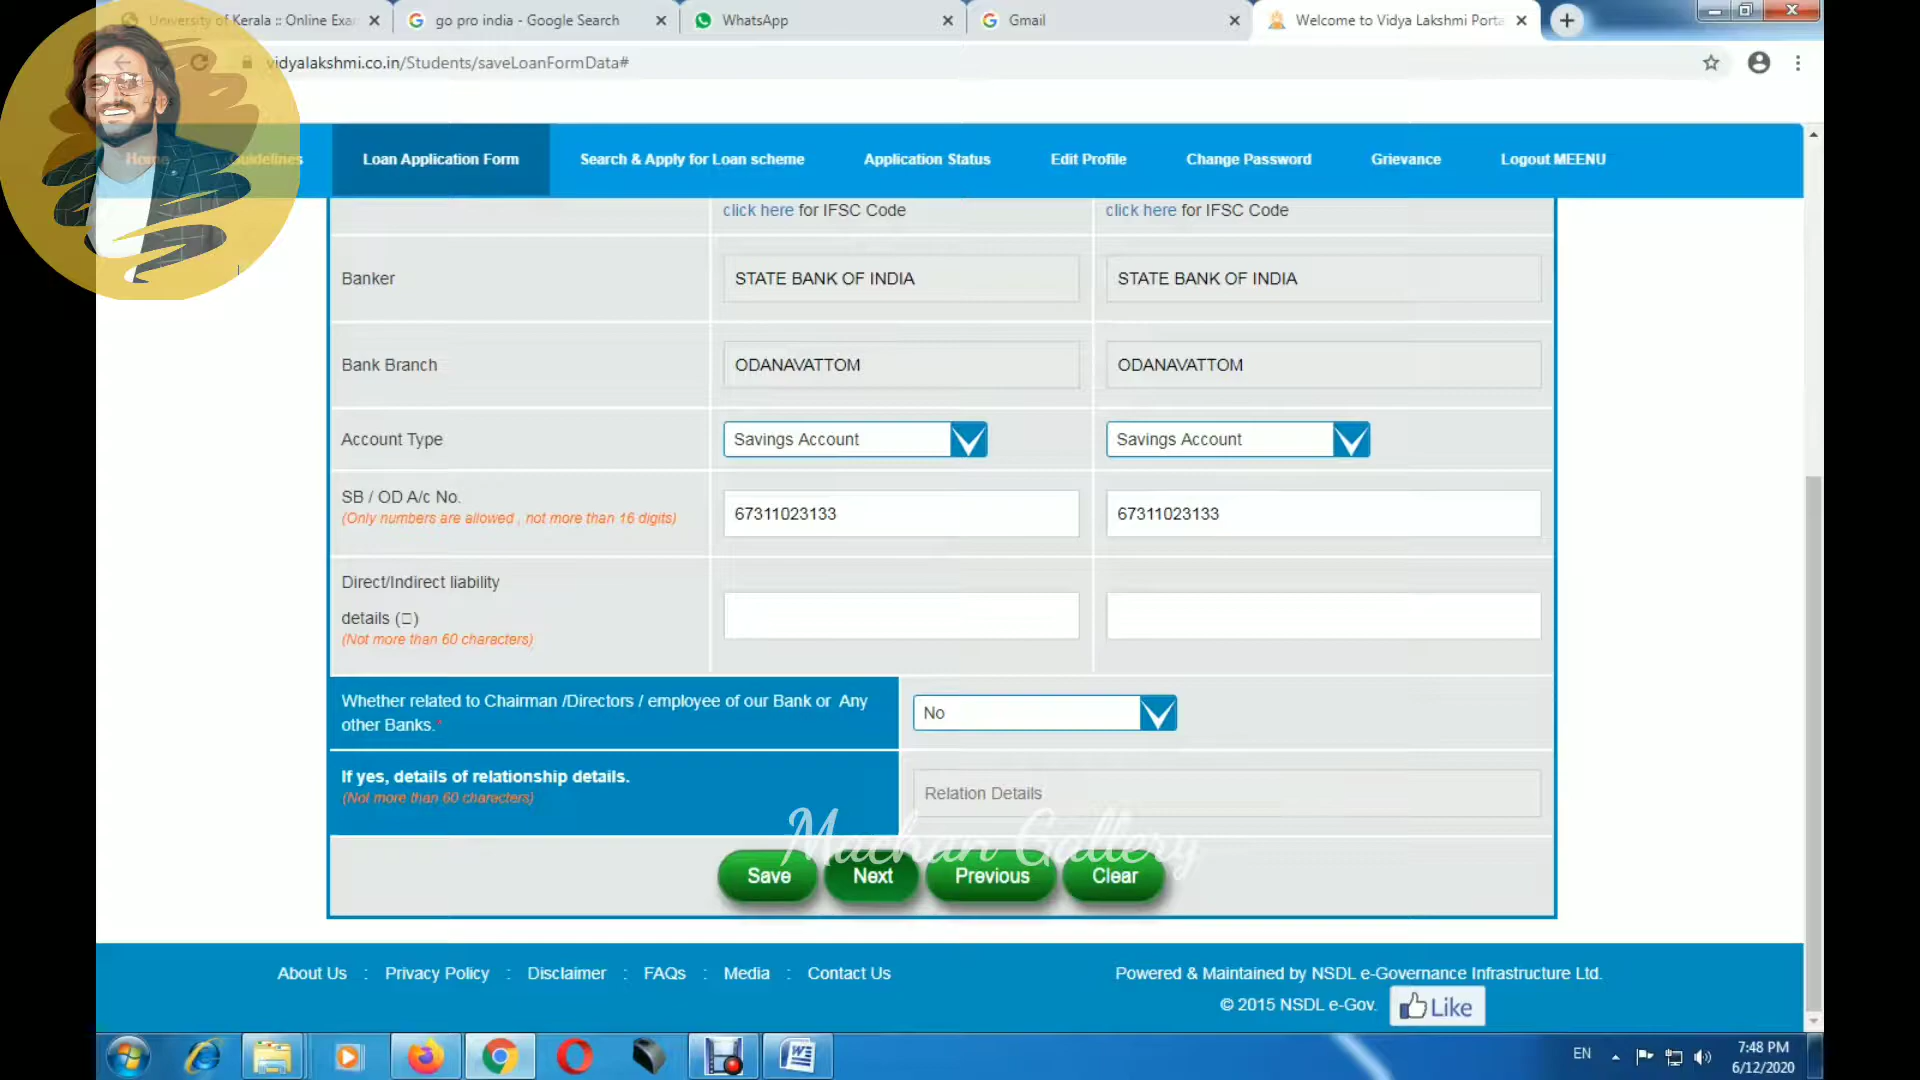 University of Kerala :: Online Exan
go pro india - Google Search
WhatsApp
Gmail
Welcome to Vidya Lakshmi Porta
vidyalakshmi.co.in/Students/saveLoanFormData#
Home
Guidelines
Loan Application Form
Search & Apply for Loan scheme
Application Status
Edit Profile
Change Password
Grievance
Logout MEENU
click here for IFSC Code
click here for IFSC Code
Banker
STATE BANK OF INDIA
STATE BANK OF INDIA
Bank Branch
ODANAVATTOM
ODANAVATTOM
Account Type
Savings Account
Savings Account
SB / OD A/c No.
(Only numbers are allowed , not more than 16 digits)
67311023133
67311023133
Direct/Indirect liability
details (□)
(Not more than 60 characters)
Whether related to Chairman /Directors / employee of our Bank or Any
other Banks.*
No
If yes, details of relationship details.
(Not more than 60 characters)
Relation Details
Machan Gallery
Save
Next
Previous
Clear
About Us : Privacy Policy : Disclaimer : FAQs : Media : Contact Us
Powered & Maintained by NSDL e-Governance Infrastructure Ltd.
© 2015 NSDL e-Gov.
Like
EN
7:48 PM
6/12/2020